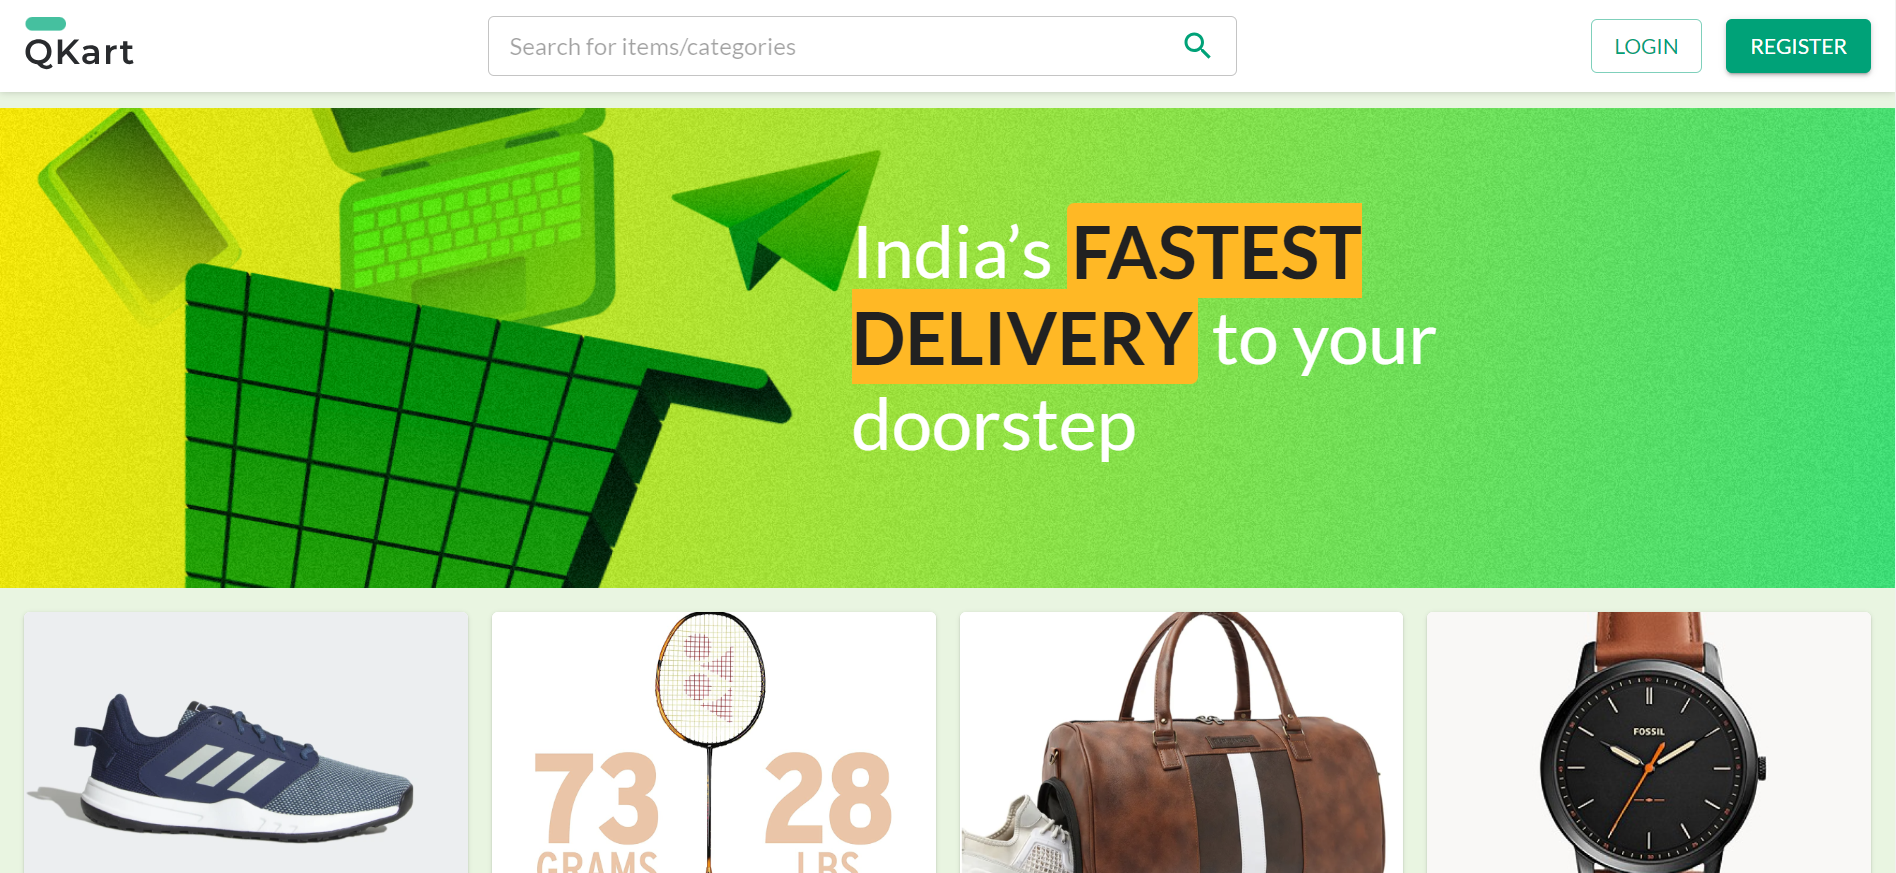 QKart
Search for items/categories
LOGIN
REGISTER
India’s FASTEST
DELIVERY to your
doorstep
73
GRAMS
28
LBS
FOSSIL